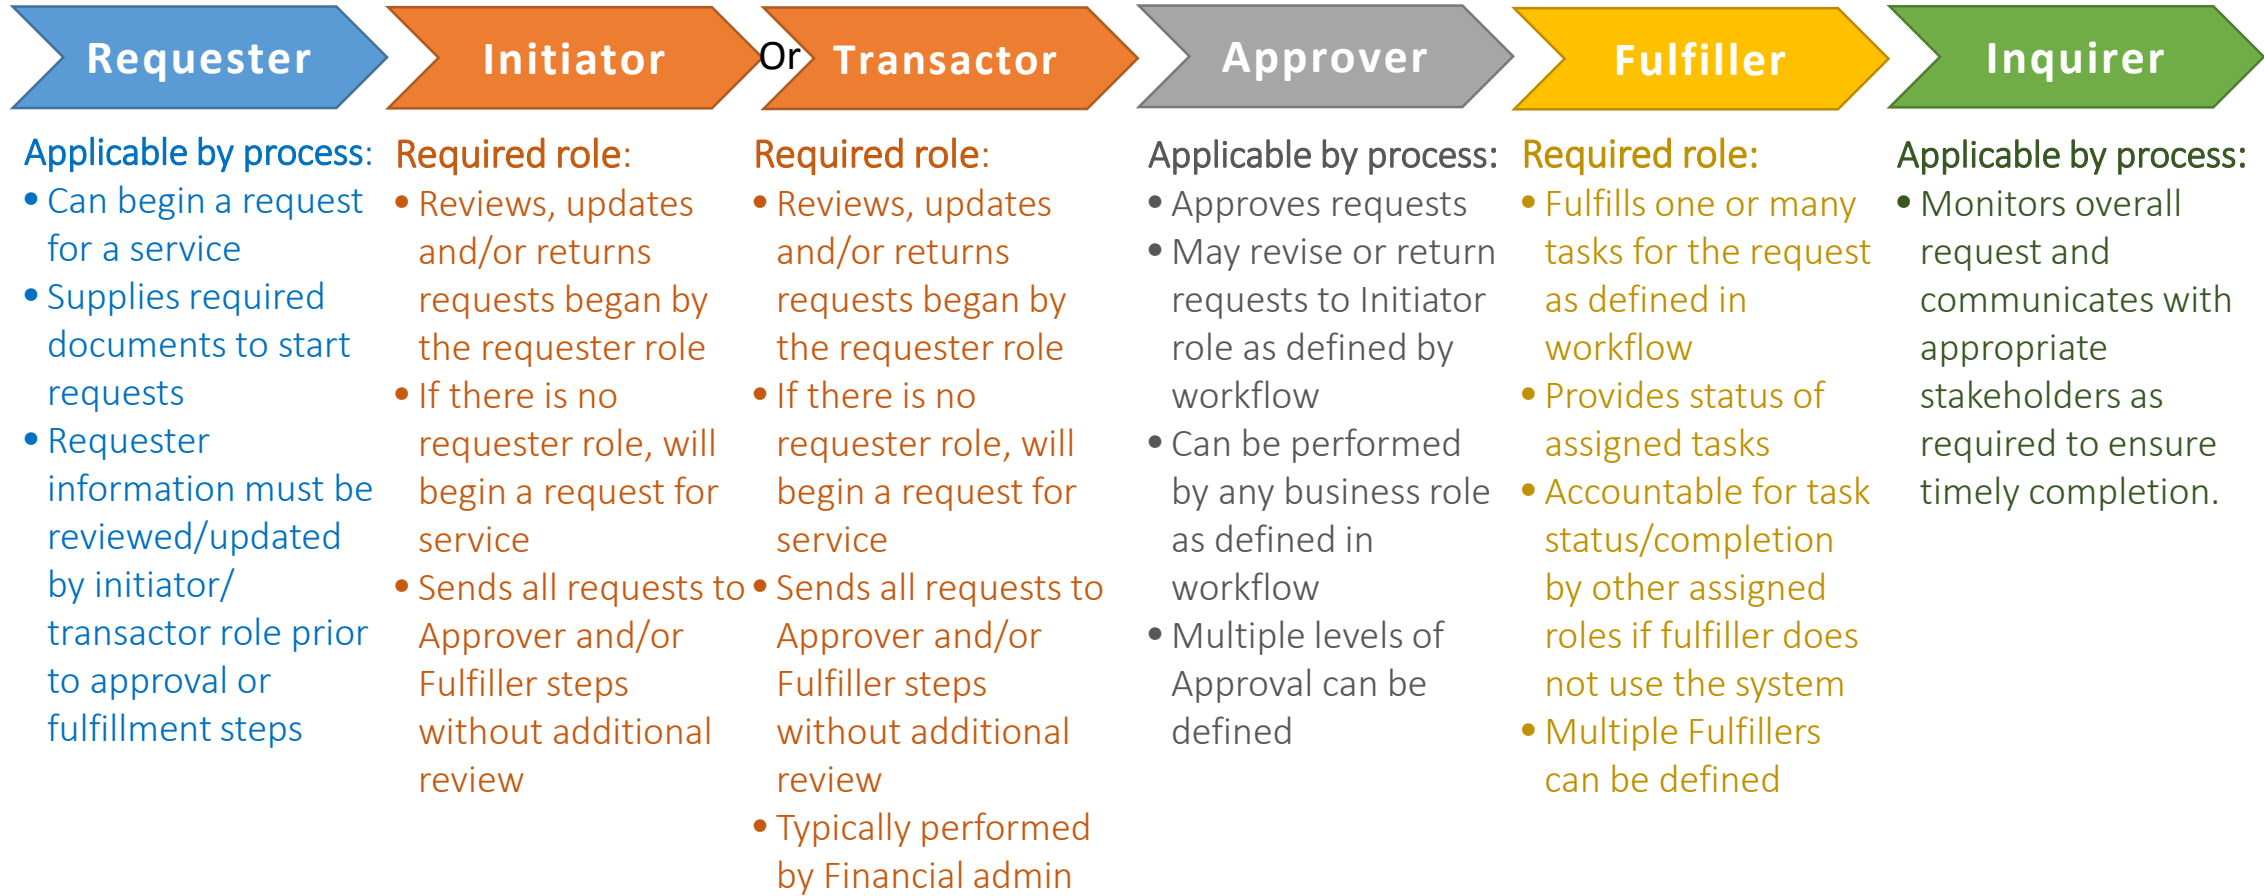 Requester
Initiator
Or
Transactor
Approver
Fulfiller
Inquirer
Applicable by process:
• Can begin a request
for a service
• Supplies required
documents to start
requests
• Requester
information must be
reviewed/updated
by initiator/
transactor role prior
to approval or
fulfillment steps
Required role:
• Reviews, updates
and/or returns
requests began by
the requester role
• If there is no
requester role, will
begin a request for
service
• Sends all requests to
Approver and/or
Fulfiller steps
without additional
review
Required role:
• Reviews, updates
and/or returns
requests began by
the requester role
• If there is no
requester role, will
begin a request for
service
• Sends all requests to
Approver and/or
Fulfiller steps
without additional
review
• Typically performed
by Financial admin
Applicable by process:
• Approves requests
• May revise or return
requests to Initiator
role as defined by
workflow
• Can be performed
by any business role
as defined in
workflow
• Multiple levels of
Approval can be
defined
Required role:
• Fulfills one or many
tasks for the request
as defined in
workflow
• Provides status of
assigned tasks
• Accountable for task
status/completion
by other assigned
roles if fulfiller does
not use the system
• Multiple Fulfillers
can be defined
Applicable by process:
• Monitors overall
request and
communicates with
appropriate
stakeholders as
required to ensure
timely completion.